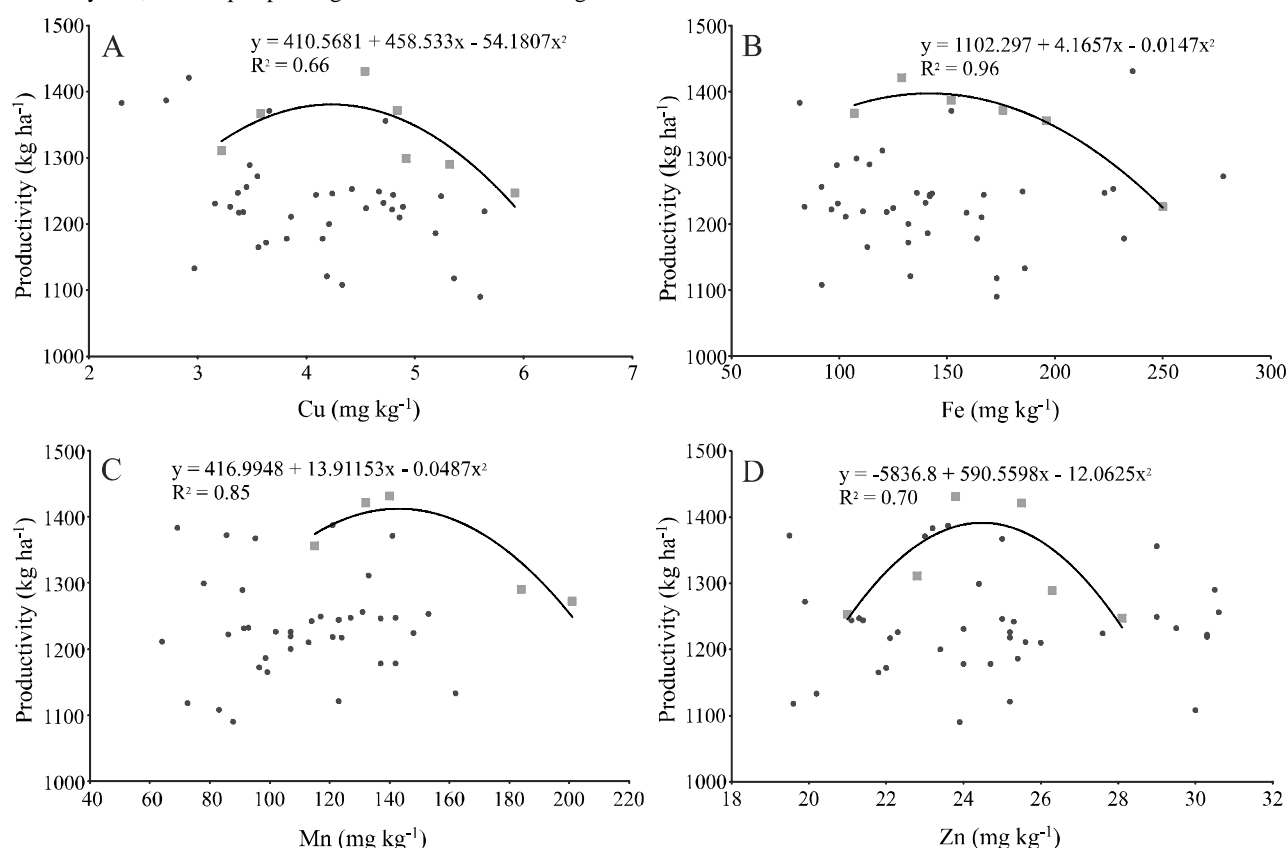 A
y = 410.5681 + 458.533x - 54.1807x²
R² = 0.66
1500
1400
1300
1200
1100
1000
Productivity (kg ha⁻¹)
2 3 4 5 6 7
Cu (mg kg⁻¹)
B
y = 1102.297 + 4.1657x - 0.0147x²
R² = 0.96
1500
1400
1300
1200
1100
1000
Productivity (kg ha⁻¹)
50 100 150 200 250 300
Fe (mg kg⁻¹)
C
y = 416.9948 + 13.91153x - 0.0487x²
R² = 0.85
1500
1400
1300
1200
1100
1000
Productivity (kg ha⁻¹)
40 60 80 100 120 140 160 180 200 220
Mn (mg kg⁻¹)
D
y = -5836.8 + 590.5598x - 12.0625x²
R² = 0.70
1500
1400
1300
1200
1100
1000
Productivity (kg ha⁻¹)
18 20 22 24 26 28 30 32
Zn (mg kg⁻¹)